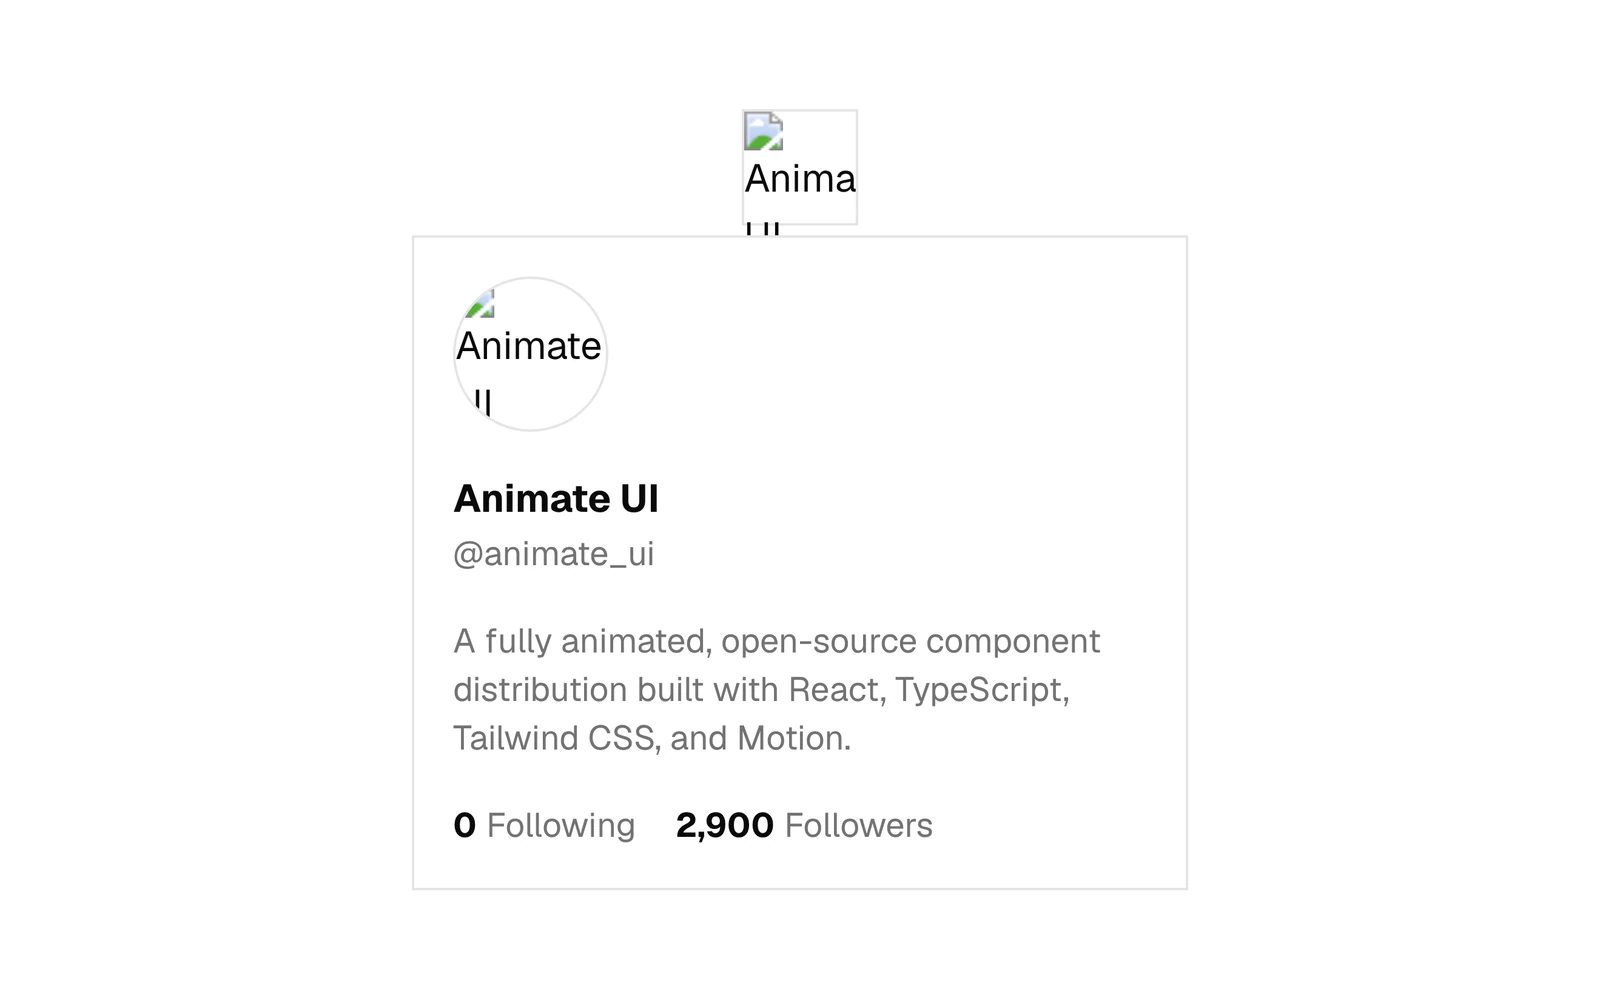 Anima
Animate
Animate UI
@animate_ui
A fully animated, open-source component
distribution built with React, TypeScript,
Tailwind CSS, and Motion.
0 Following 2,900 Followers